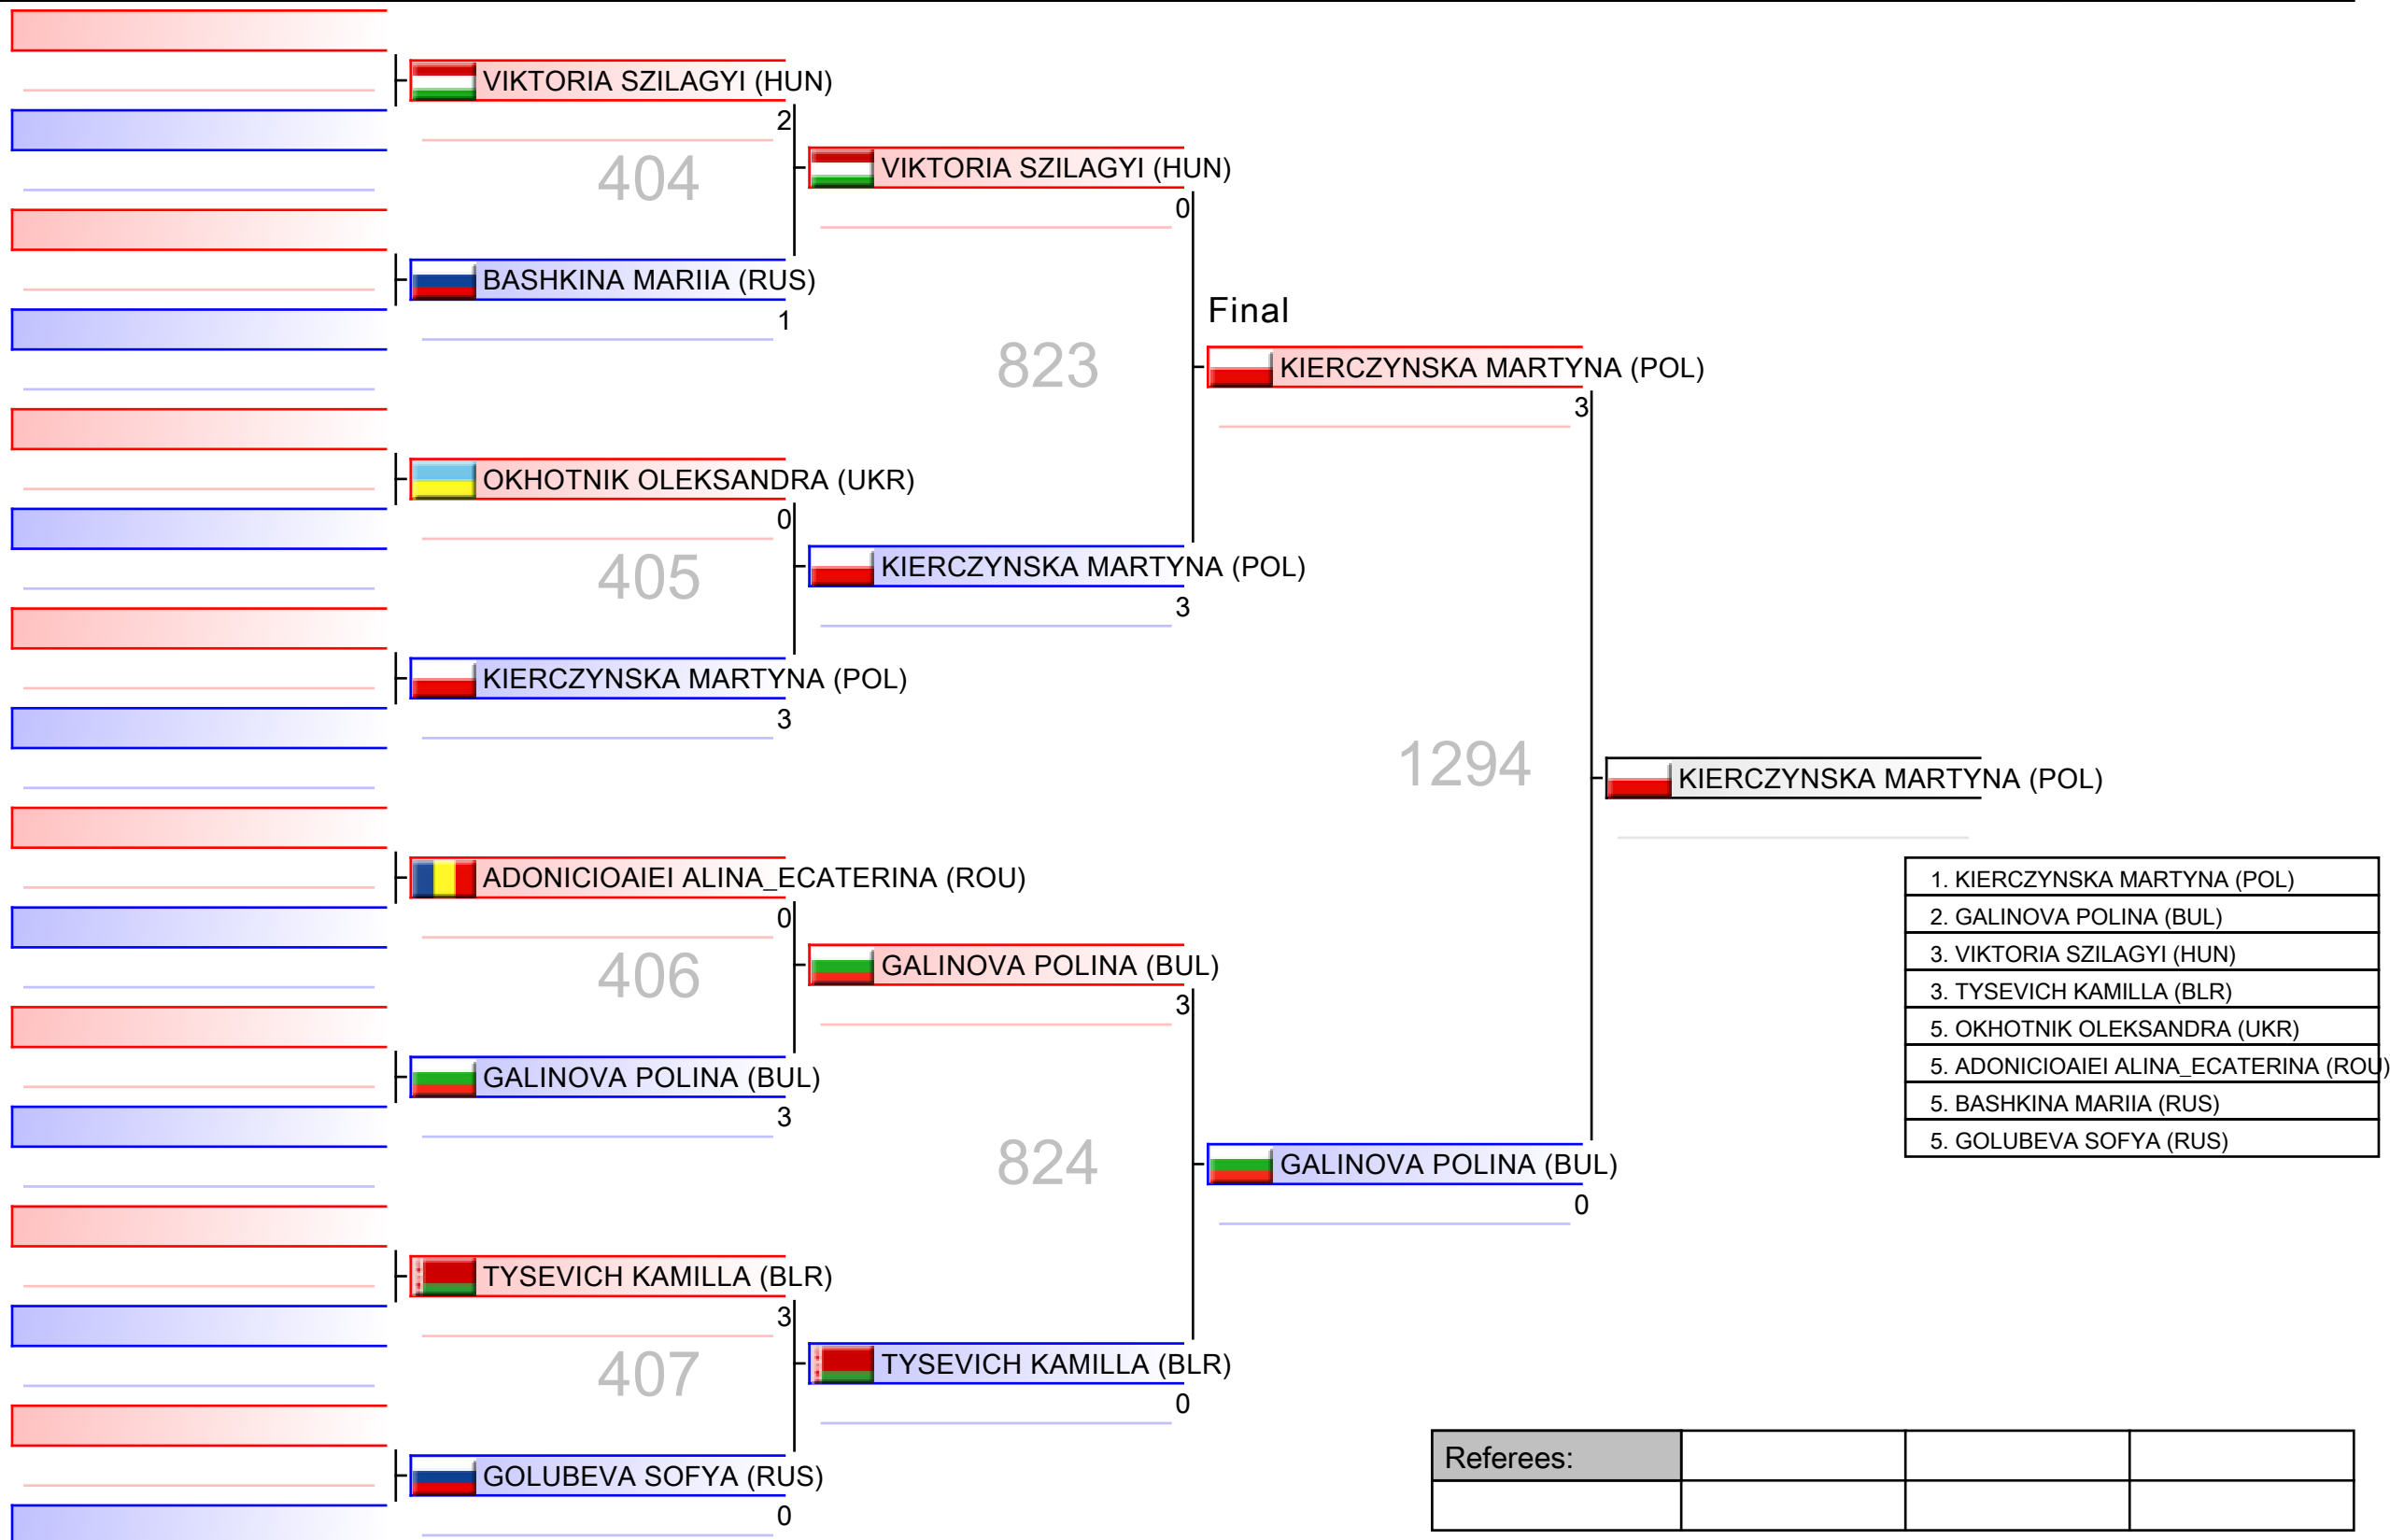 VIKTORIA SZILAGYI (HUN)
2
404
BASHKINA MARIIA (RUS)
1
OKHOTNIK OLEKSANDRA (UKR)
0
405
KIERCZYNSKA MARTYNA (POL)
3
ADONICIOAIEI ALINA_ECATERINA (ROU)
0
406
GALINOVA POLINA (BUL)
3
TYSEVICH KAMILLA (BLR)
3
407
GOLUBEVA SOFYA (RUS)
0
VIKTORIA SZILAGYI (HUN)
0
823
KIERCZYNSKA MARTYNA (POL)
3
GALINOVA POLINA (BUL)
3
824
TYSEVICH KAMILLA (BLR)
0
Final
KIERCZYNSKA MARTYNA (POL)
3
1294
GALINOVA POLINA (BUL)
0
KIERCZYNSKA MARTYNA (POL)
1. KIERCZYNSKA MARTYNA (POL)
2. GALINOVA POLINA (BUL)
3. VIKTORIA SZILAGYI (HUN)
3. TYSEVICH KAMILLA (BLR)
5. OKHOTNIK OLEKSANDRA (UKR)
5. ADONICIOAIEI ALINA_ECATERINA (ROU)
5. BASHKINA MARIIA (RUS)
5. GOLUBEVA SOFYA (RUS)
Referees: